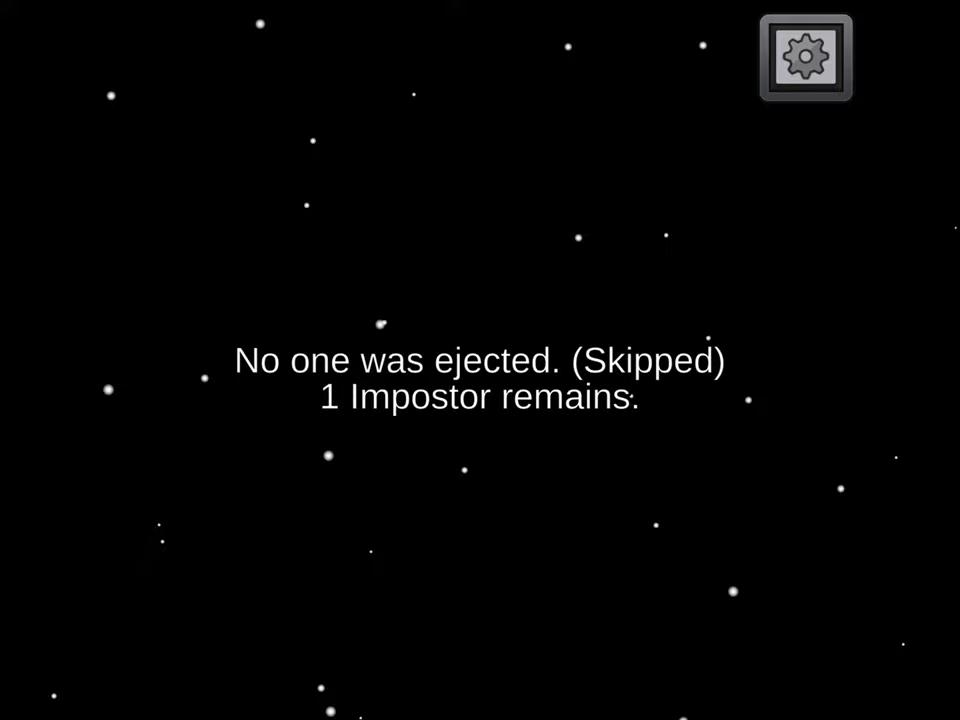 No one was ejected. (Skipped)
1 Impostor remains.